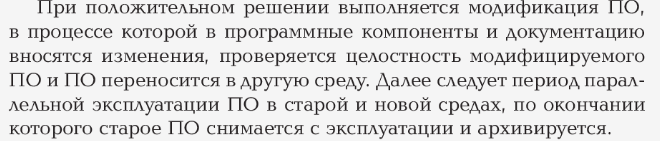 При положительном решении выполняется модификация ПО,
в процессе которой в программные компоненты и документацию
вносятся изменения, проверяется целостность модифицируемого
ПО и ПО переносится в другую среду. Далее следует период парал-
лельной эксплуатации ПО в старой и новой средах, по окончании
которого старое ПО снимается с эксплуатации и архивируется.